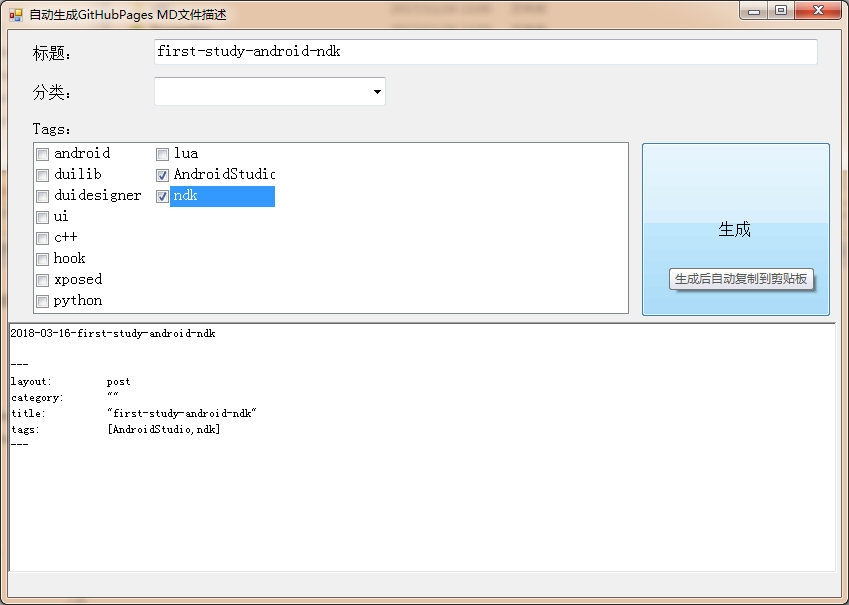 自动生成GitHubPages MD文件描述
标题：
first-study-android-ndk
分类：
Tags：
android
duilib
duidesigner
ui
c++
hook
xposed
python
lua
AndroidStudio
ndk
生成
生成后自动复制到剪贴板
2018-03-16-first-study-android-ndk
---
layout: post
category: ""
title: "first-study-android-ndk"
tags: [AndroidStudio,ndk]
---